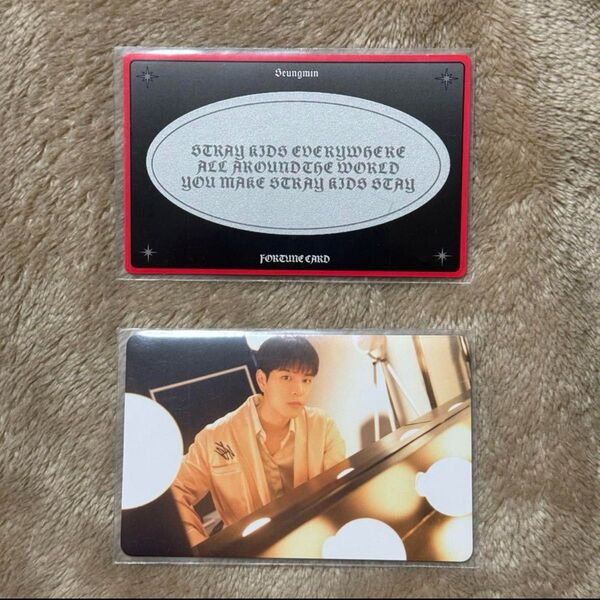 Seungmin
STRAY KIDS EVERYWHERE
ALL AROUND THE WORLD
YOU MAKE STRAY KIDS STAY
FORTUNE CARD